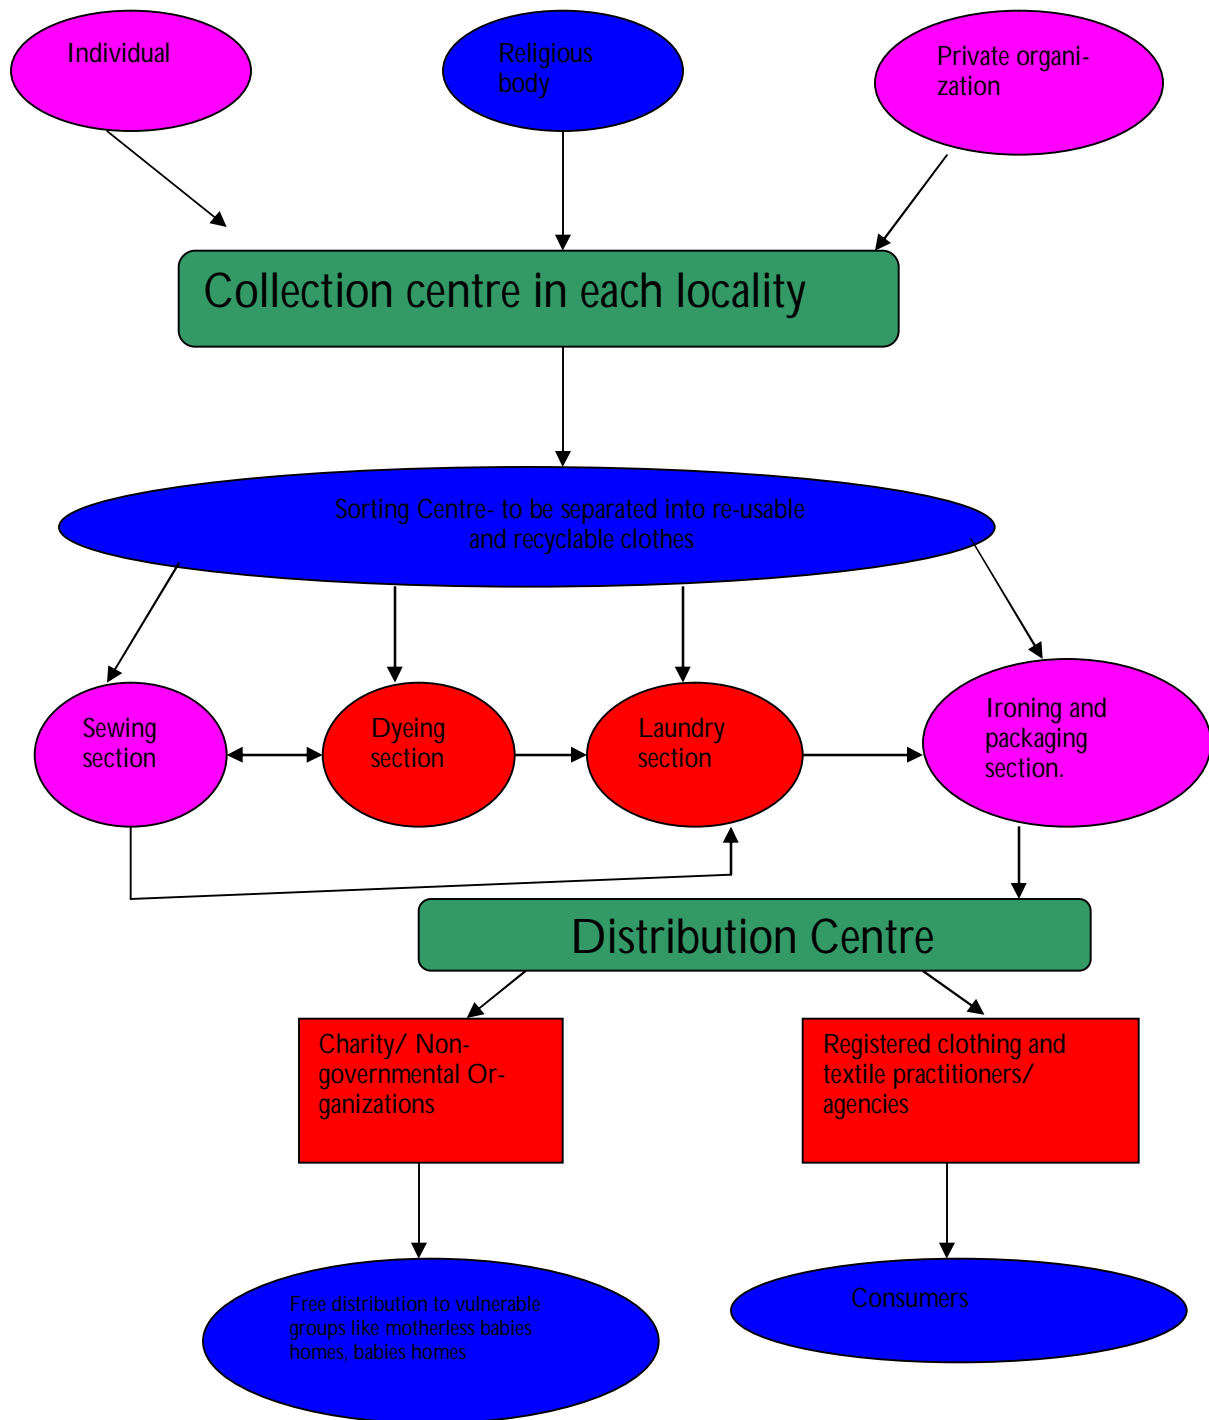 Individual
Religious
body
Private organi-
zation
Collection centre in each locality
Sorting Centre- to be separated into re-usable
and recyclable clothes
Sewing
section
Dyeing
section
Laundry
section
Ironing and
packaging
section.
Distribution Centre
Charity/ Non-
governmental Or-
ganizations
Registered clothing and
textile practitioners/
agencies
Free distribution to vulnerable
groups like motherless babies
homes, babies homes
Consumers